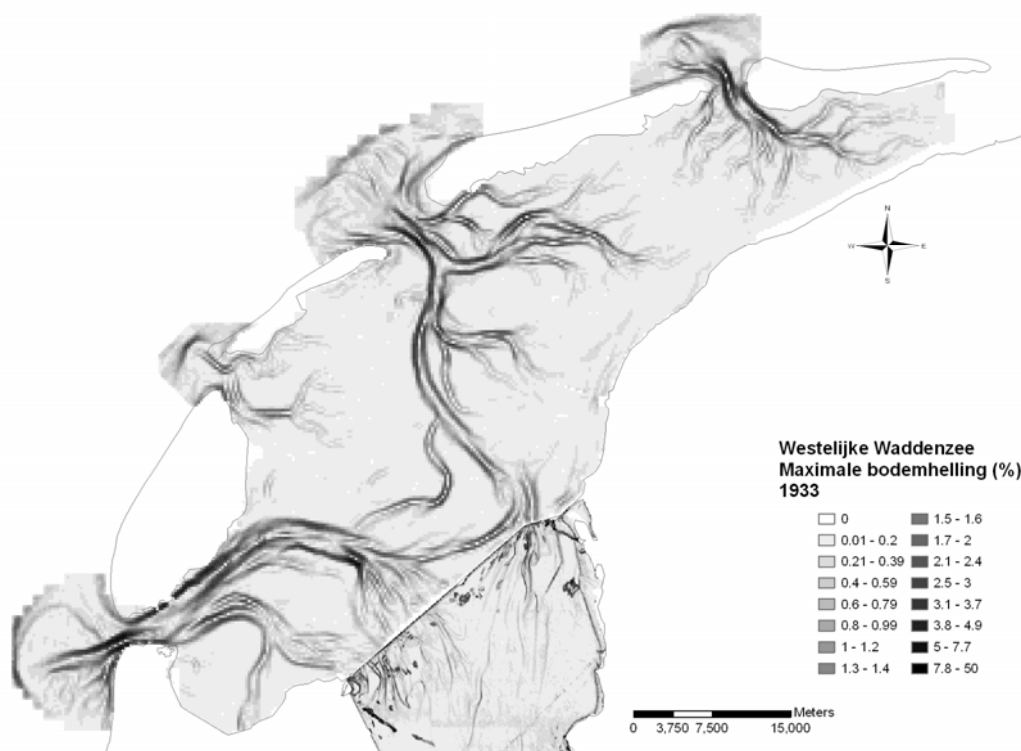 N
W E
S
Westelijke Waddenzee
Maximale bodemhelling (%)
1933
0 1.5 - 1.6
0.01 - 0.2 1.7 - 2
0.21 - 0.39 2.1 - 2.4
0.4 - 0.59 2.5 - 3
0.6 - 0.79 3.1 - 3.7
0.8 - 0.99 3.8 - 4.9
1 - 1.2 5 - 7.7
1.3 - 1.4 7.8 - 50
Meters
0 3,750 7,500 15,000